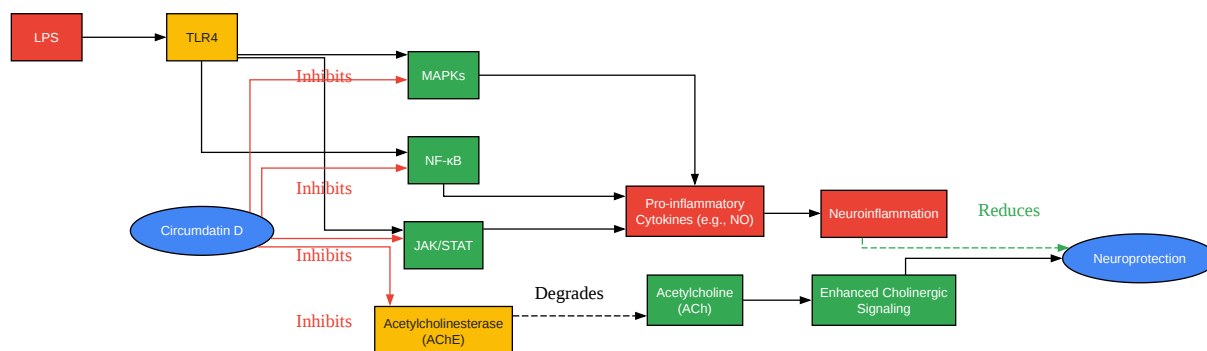 LPS
TLR4
Inhibits
MAPKs
NF-κB
Inhibits
Pro-inflammatory
Cytokines (e.g., NO)
Neuroinflammation
Reduces
Circumdatin D
JAK/STAT
Inhibits
Neuroprotection
Inhibits
Acetylcholinesterase
(AChE)
Degrades
Acetylcholine
(ACh)
Enhanced Cholinergic
Signaling